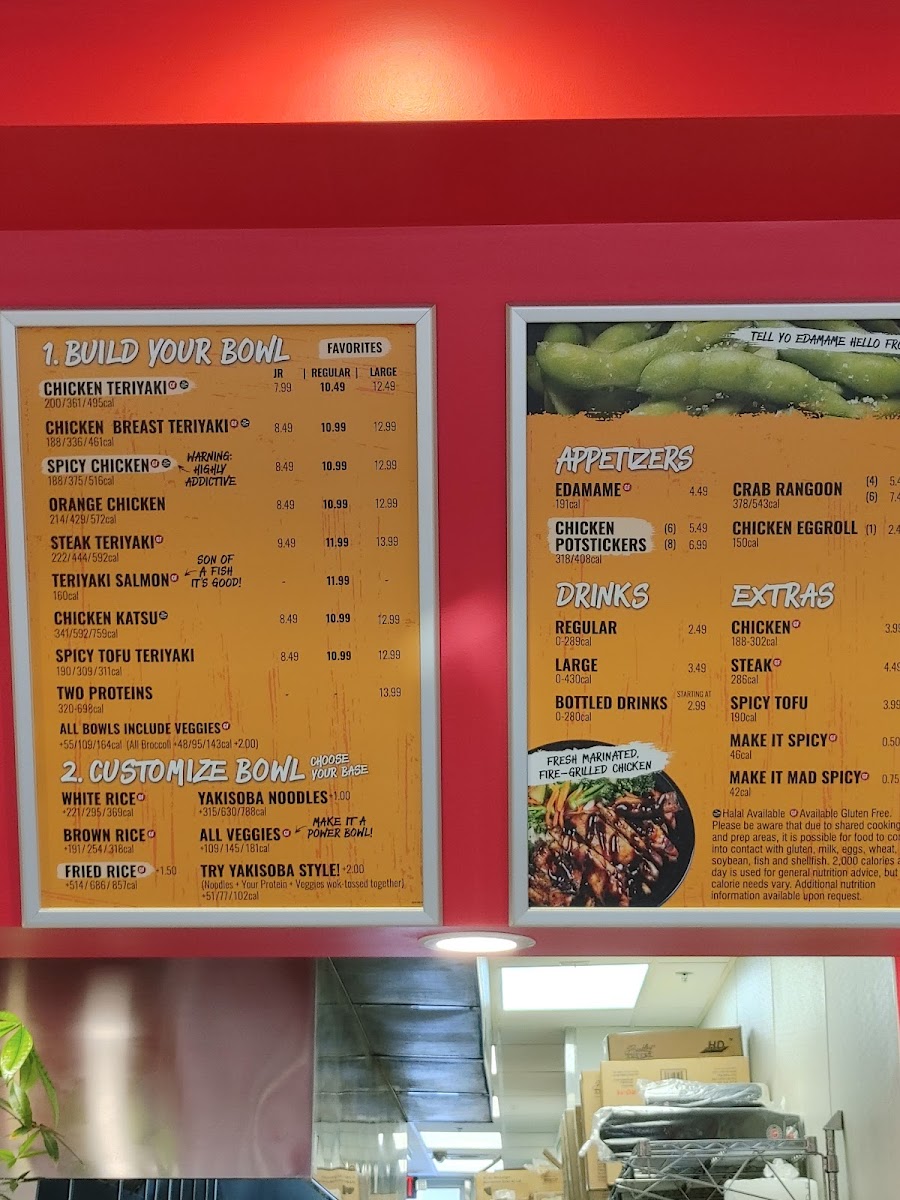 1. BUILD YOUR BOWL FAVORITES
JR | REGULAR | LARGE
CHICKEN TERIYAKI 7.99 10.49 12.49
200/361/495cal
CHICKEN BREAST TERIYAKI 8.49 10.99 12.99
188/336/461cal
SPICY CHICKEN 8.49 10.99 12.99
188/375/516cal
WARNING:
HIGHLY
ADDICTIVE
ORANGE CHICKEN 8.49 10.99 12.99
214/429/572cal
STEAK TERIYAKI 9.49 11.99 13.99
222/444/592cal
TERIYAKI SALMON - 11.99 -
160cal
SON OF
A FISH
IT'S GOOD!
CHICKEN KATSU 8.49 10.99 12.99
341/592/759cal
SPICY TOFU TERIYAKI 8.49 10.99 12.99
190/309/311cal
TWO PROTEINS - - 13.99
320-698cal
ALL BOWLS INCLUDE VEGGIES
+55/109/164cal (All Broccoli +48/95/143cal +2.00)
2. CUSTOMIZE BOWL CHOOSE
YOUR BASE
WHITE RICE
+221/295/369cal
YAKISOBA NOODLES +1.00
+315/630/788cal
BROWN RICE
+191/254/318cal
ALL VEGGIES
+109/145/181cal
MAKE IT A
POWER BOWL!
FRIED RICE +1.50
+514/686/857cal
TRY YAKISOBA STYLE! +2.00
(Noodles + Your Protein + Veggies wok-tossed together)
+51/77/102cal
TELL YO EDAMAME HELLO
APPETIZERS
EDAMAME 4.49
191cal
CHICKEN (6) 5.49
POTSTICKERS (8) 6.99
318/408cal
CRAB RANGOON (4)
378/543cal (6)
CHICKEN EGGROLL (1)
150cal
DRINKS
REGULAR 2.49
0-289cal
LARGE 3.49
0-430cal
BOTTLED DRINKS STARTING AT 2.99
0-280cal
EXTRAS
CHICKEN
188-302cal
STEAK
286cal
SPICY TOFU
190cal
MAKE IT SPICY 0.50
46cal
MAKE IT MAD SPICY 0.75
42cal
FRESH MARINATED,
FIRE-GRILLED CHICKEN
Halal Available Available Gluten Free.
Please be aware that due to shared cooking
and prep areas, it is possible for food to
into contact with gluten, milk, eggs, wheat,
soybean, fish and shellfish. 2,000 calories a
day is used for general nutrition advice, but
calorie needs vary. Additional nutrition
information available upon request.
HD